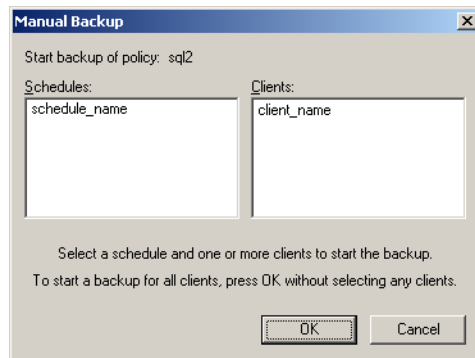 Manual Backup
Start backup of policy: sql2
Schedules:
Clients:
schedule_name
client_name
Select a schedule and one or more clients to start the backup.
To start a backup for all clients, press OK without selecting any clients.
OK
Cancel